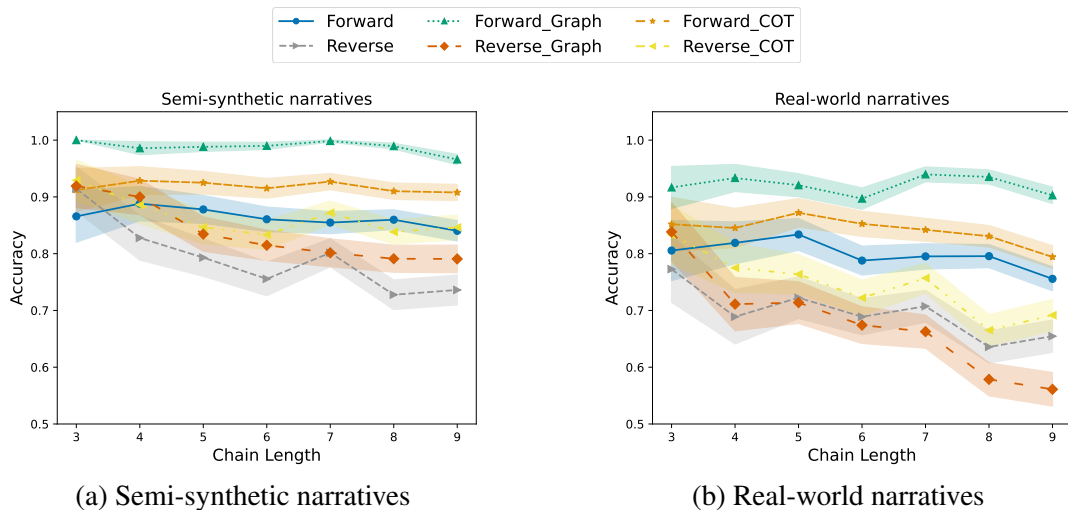 Forward Forward_Graph Forward_COT
Reverse Reverse_Graph Reverse_COT
Semi-synthetic narratives
1.0
0.9
0.8
0.7
0.6
0.5
Accuracy
3 4 5 6 7 8 9
Chain Length
(a) Semi-synthetic narratives
Real-world narratives
1.0
0.9
0.8
0.7
0.6
0.5
Accuracy
3 4 5 6 7 8 9
Chain Length
(b) Real-world narratives